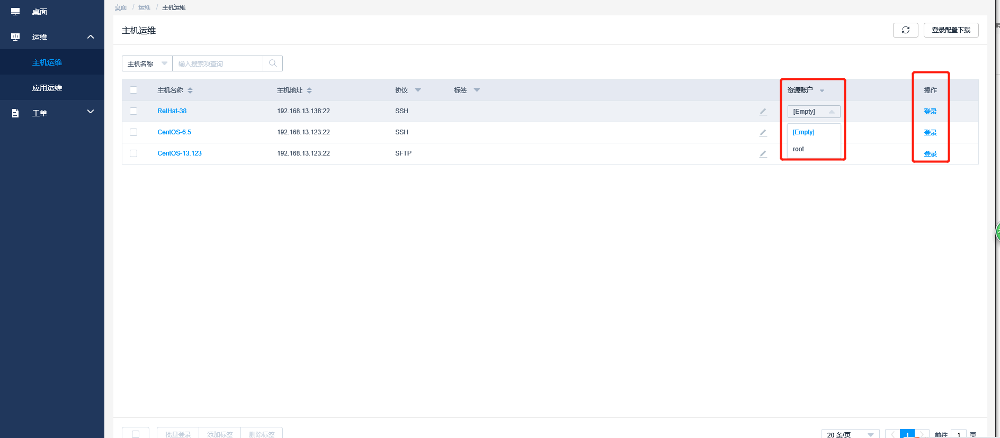 桌面
运维
主机运维
应用运维
工单
桌面 / 运维 / 主机运维
主机运维
登录配置下载
主机名称 输入搜索项查询
主机名称 主机地址 协议 标签 资源账户 操作
RetHat-38 192.168.13.138:22 SSH [Empty] 登录
CentOS-6.5 192.168.13.123:22 SSH [Empty] 登录
CentOS-13.123 192.168.13.123:22 SFTP root 登录
批量登录 添加标签 删除标签 20 条/页 1 前往 1 页